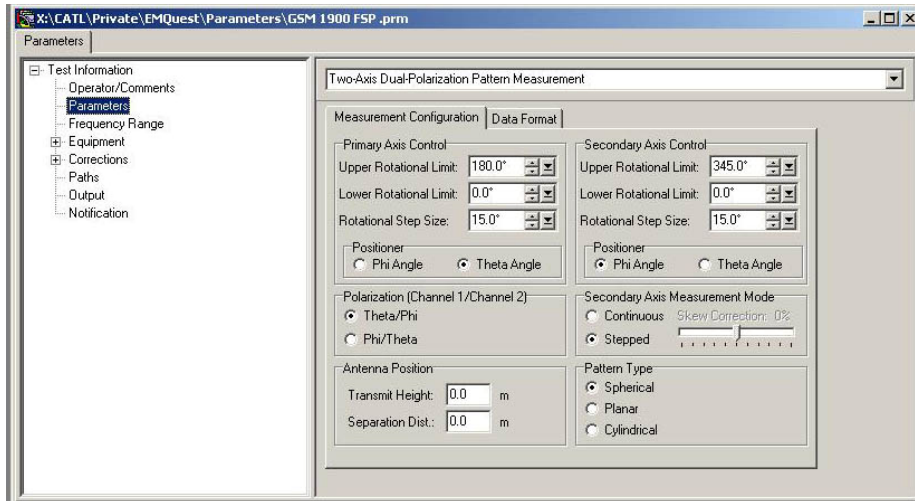 X:\CATL\Private\EMQuest\Parameters\GSM 1900 FSP .prm
Parameters
Test Information
Operator/Comments
Parameters
Frequency Range
Equipment
Corrections
Paths
Output
Notification
Two-Axis Dual-Polarization Pattern Measurement
Measurement Configuration
Data Format
Primary Axis Control
Upper Rotational Limit: 180.0°
Lower Rotational Limit: 0.0°
Rotational Step Size: 15.0°
Positioner
Phi Angle
Theta Angle
Secondary Axis Control
Upper Rotational Limit: 345.0°
Lower Rotational Limit: 0.0°
Rotational Step Size: 15.0°
Positioner
Phi Angle
Theta Angle
Polarization (Channel 1/Channel 2)
Theta/Phi
Phi/Theta
Secondary Axis Measurement Mode
Continuous Skew Correction: 0%
Stepped
Antenna Position
Transmit Height: 0.0 m
Separation Dist.: 0.0 m
Pattern Type
Spherical
Planar
Cylindrical